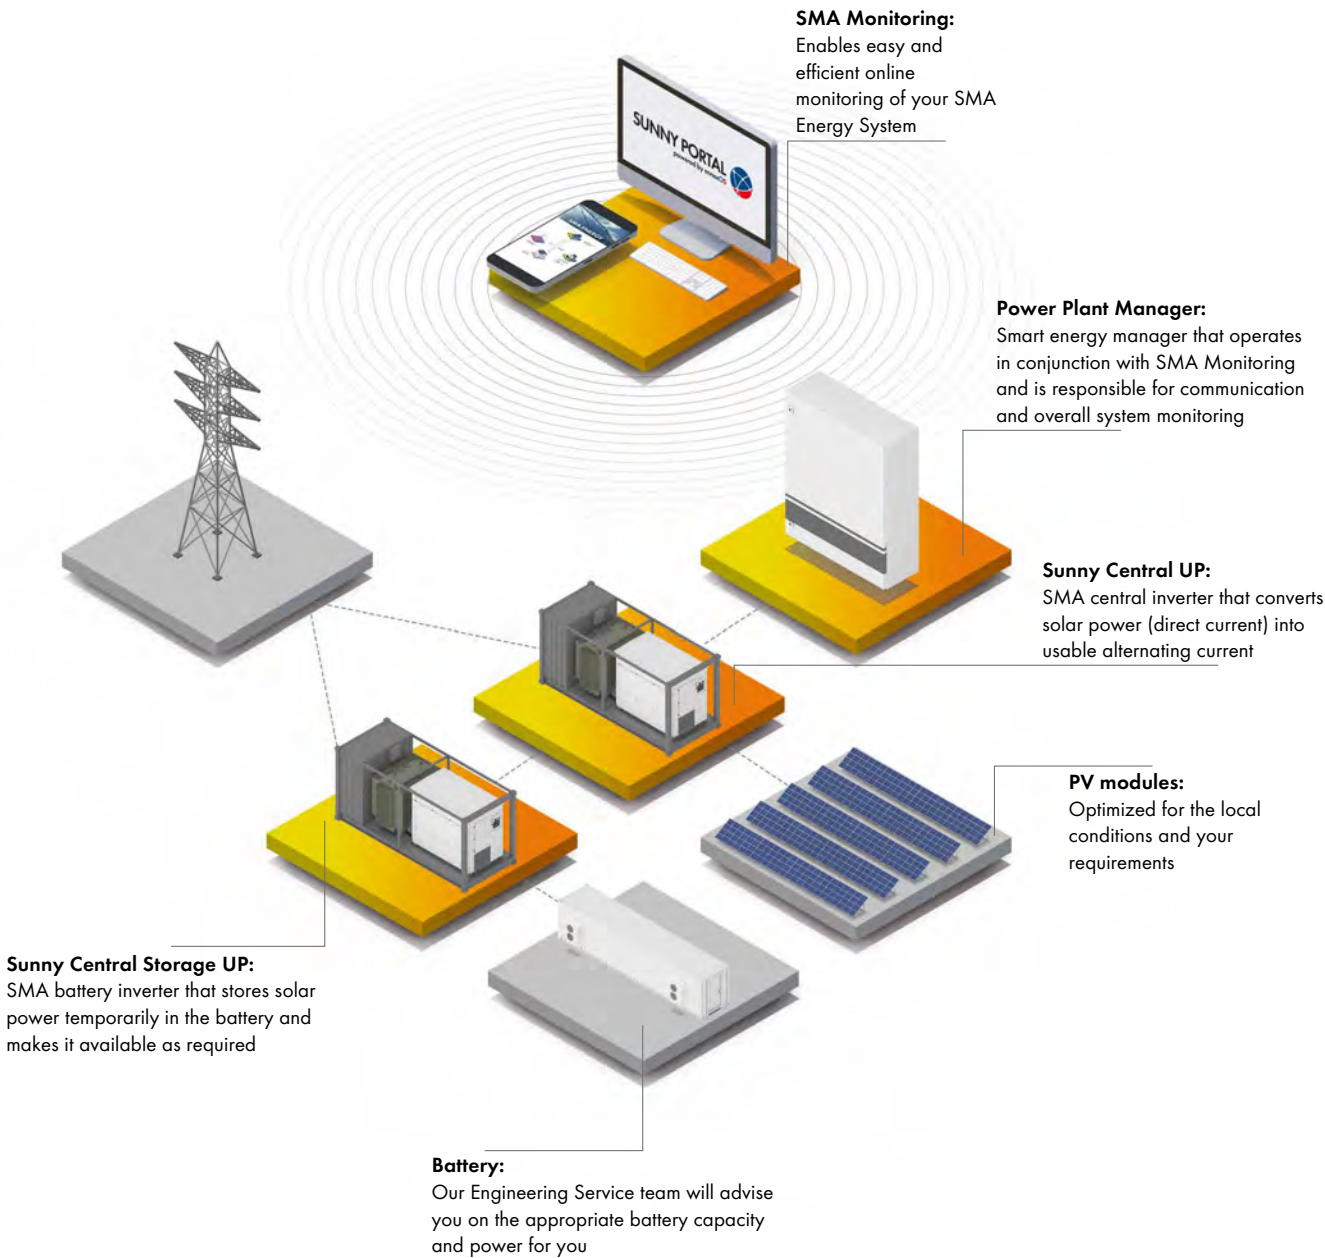 SMA Monitoring:
Enables easy and
efficient online
monitoring of your SMA
Energy System
SUNNY PORTAL
powered by ennexOS
Power Plant Manager:
Smart energy manager that operates
in conjunction with SMA Monitoring
and is responsible for communication
and overall system monitoring
Sunny Central UP:
SMA central inverter that converts
solar power (direct current) into
usable alternating current
PV modules:
Optimized for the local
conditions and your
requirements
Sunny Central Storage UP:
SMA battery inverter that stores solar
power temporarily in the battery and
makes it available as required
Battery:
Our Engineering Service team will advise
you on the appropriate battery capacity
and power for you